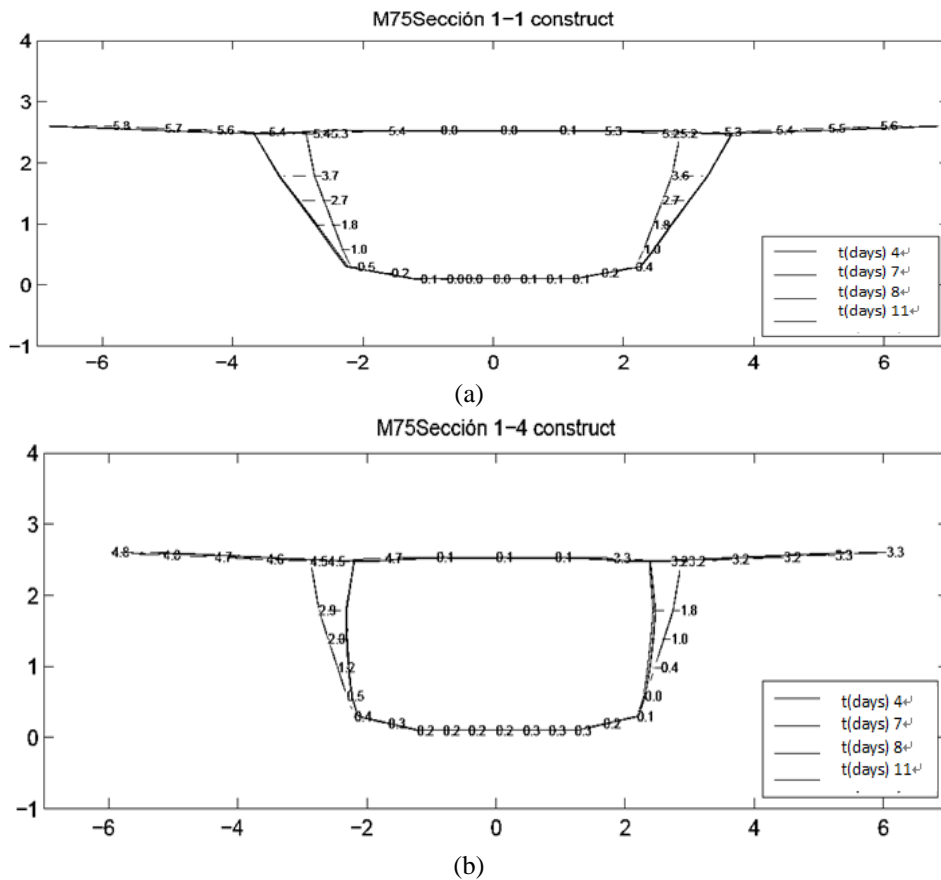 M75Sección 1−1 construct
4
3
5.8 5.7 5.6 5.4 5.45.3 5.4 0.0 0.0 0.1 5.3 5.25.2 5.3 5.4 5.5 5.6
2
3.7 3.6
2.7 2.7
1 1.8 1.8
1.0 1.0
0.5 0.2 0.1 0.00.0 0.0 0.1 0.1 0.1 0.2 0.4
0
−1
t(days) 4↵
t(days) 7↵
t(days) 8↵
t(days) 11↵
−6 −4 −2 0 2 4 6
(a)
M75Sección 1−4 construct
4
3
4.8 4.7 4.6 4.54.5 4.7 0.1 0.1 0.1 3.3 3.23.2 3.2 3.2 3.3 3.3
2
2.9 1.8
1.0
1 1.2 0.4
0.5 0.0
0.4 0.3 0.2 0.2 0.2 0.2 0.3 0.3 0.3 0.2 0.1
0
−1
t(days) 4↵
t(days) 7↵
t(days) 8↵
t(days) 11↵
−6 −4 −2 0 2 4 6
(b)